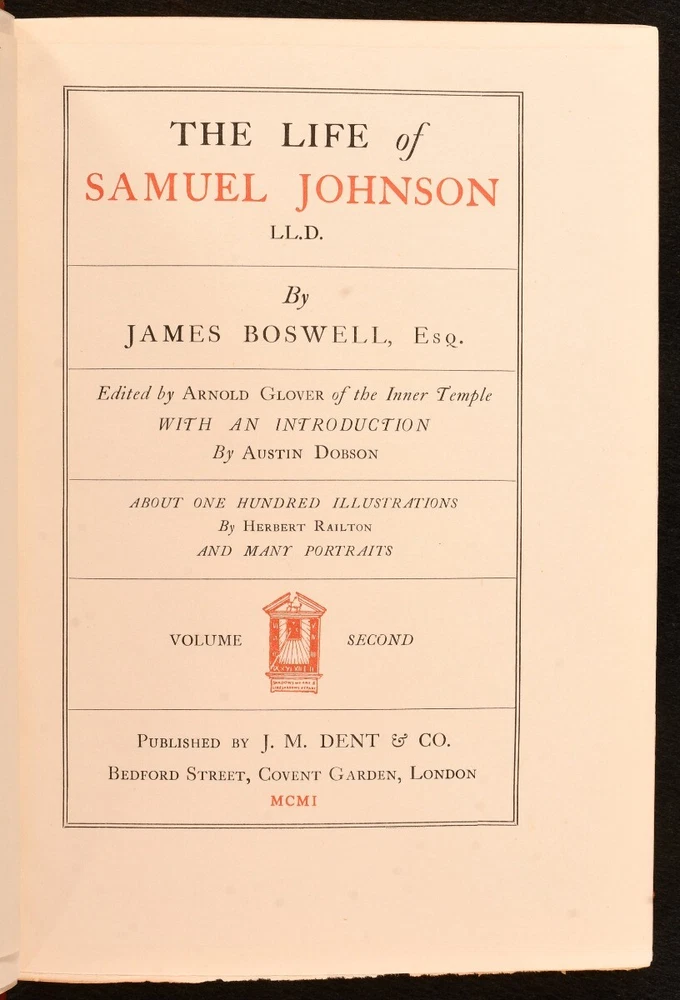 THE LIFE of
SAMUEL JOHNSON
LL.D.
By
JAMES BOSWELL, Esq.
Edited by ARNOLD GLOVER of the Inner Temple
WITH AN INTRODUCTION
By AUSTIN DOBSON
ABOUT ONE HUNDRED ILLUSTRATIONS
By HERBERT RAILTON
AND MANY PORTRAITS
VOLUME SECOND
PUBLISHED BY J. M. DENT & CO.
BEDFORD STREET, COVENT GARDEN, LONDON
MCMI